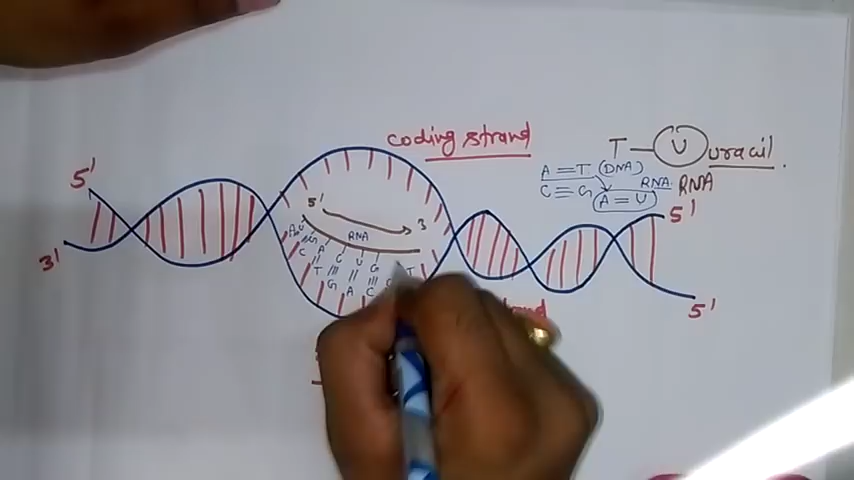 coding strand
T — U uracil.
A = T (DNA)
C ≡ G RNA RNA
A = U
5'
3'
5'
5'
5' 3
RNA
A U G A C U G
C T G A C T